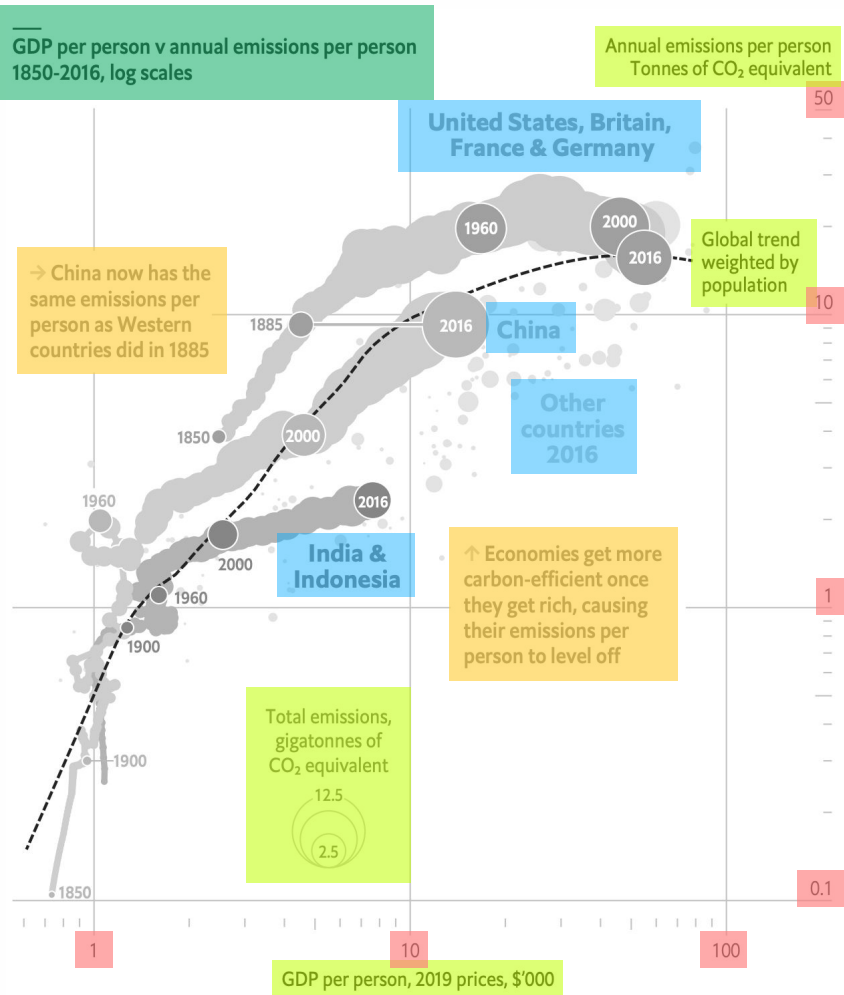 GDP per person v annual emissions per person
1850-2016, log scales
Annual emissions per person
Tonnes of CO₂ equivalent
50
United States, Britain,
France & Germany
1960
2000
2016
Global trend
weighted by
population
→ China now has the
same emissions per
person as Western
countries did in 1885
10
1885
2016
China
Other
countries
2016
1850
2000
1960
2016
2000
India &
Indonesia
↑ Economies get more
carbon-efficient once
they get rich, causing
their emissions per
person to level off
1960
1
1900
Total emissions,
gigatonnes of
CO₂ equivalent
12.5
2.5
1900
1850
0.1
1
10
100
GDP per person, 2019 prices, $'000